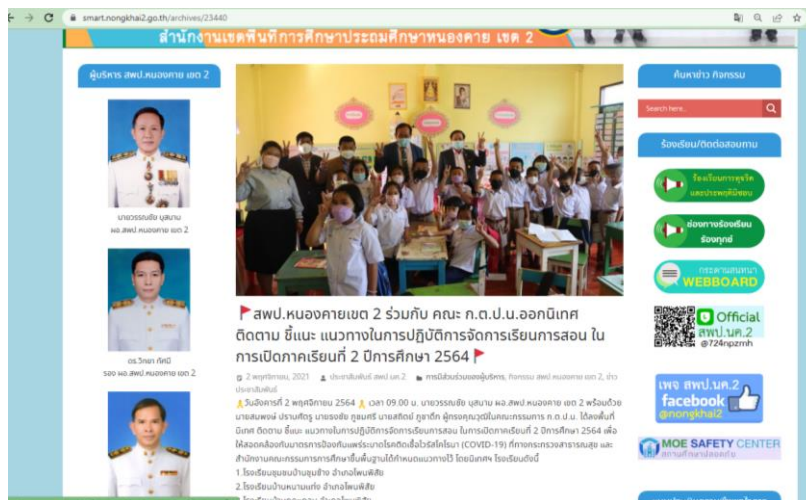 smart.nongkhai2.go.th/archives/23440
สำนักงานเขตพื้นที่การศึกษาประถมศึกษาหนองคาย เขต 2
ผู้บริหาร สพป.หนองคาย เขต 2
นายวรรณชัย บุสนาม
ผอ.สพป.หนองคาย เขต 2
รอง ผอ.สพป.หนองคาย เขต 2
สพป.หนองคายเขต 2 ร่วมกับ คณะ ก.ต.ป.น.ออกนิเทศ
ติดตาม ชี้แนะ แนวทางในการปฏิบัติการจัดการเรียนการสอน ใน
การเปิดภาคเรียนที่ 2 ปีการศึกษา 2564
2 พฤศจิกายน, 2021 ประชาสัมพันธ์ สพป นค.2 การมีส่วนร่วมของผู้บริหาร, กิจกรรม สพป หนองคาย เขต 2, ข่าว
ประชาสัมพันธ์
วันอังคารที่ 2 พฤศจิกายน 2564 เวลา 09.00 น. นายวรรณชัย บุสนาม ผอ.สพป.หนองคาย เขต 2 พร้อมด้วย
นายสมพงษ์ ปราบศัตรู นายธงชัย ภูชมศรี นายสถิตย์ ภูชาดึก ผู้ทรงคุณวุฒิในคณะกรรมการ ก.ต.ป.น. ได้ลงพื้นที่
นิเทศ ติดตาม ชี้แนะ แนวทางในการปฏิบัติการจัดการเรียนการสอน ในการเปิดภาคเรียนที่ 2 ปีการศึกษา 2564 เพื่อ
ให้สอดคล้องกับมาตรการป้องกันแพร่ระบาดโรคติดเชื้อไวรัสโคโรนา (COVID-19) ที่ทางกระทรวงสาธารณสุข และ
สำนักงานคณะกรรมการการศึกษาขั้นพื้นฐานได้กำหนดแนวทางไว้ โดยนิเทศฯ โรงเรียนดังนี้
1.โรงเรียนชุมชนบ้านชุมช้าง อำเภอโพนพิสัย
2.โรงเรียนบ้านหนามแท่ง อำเภอโพนพิสัย
ค้นหาข่าว กิจกรรม
Search here..
ร้องเรียน/ติดต่อสอบถาม
ร้องเรียนการทุจริต
และประพฤติมิชอบ
ช่องทางร้องเรียน
ร้องทุกข์
กระดานสนทนา
WEBBOARD
Official
สพป.นค.2
@724npzmh
เพจ สพป.นค.2
facebook
@nongkhai2
MOE SAFETY CENTER
สถานศึกษาปลอดภัย